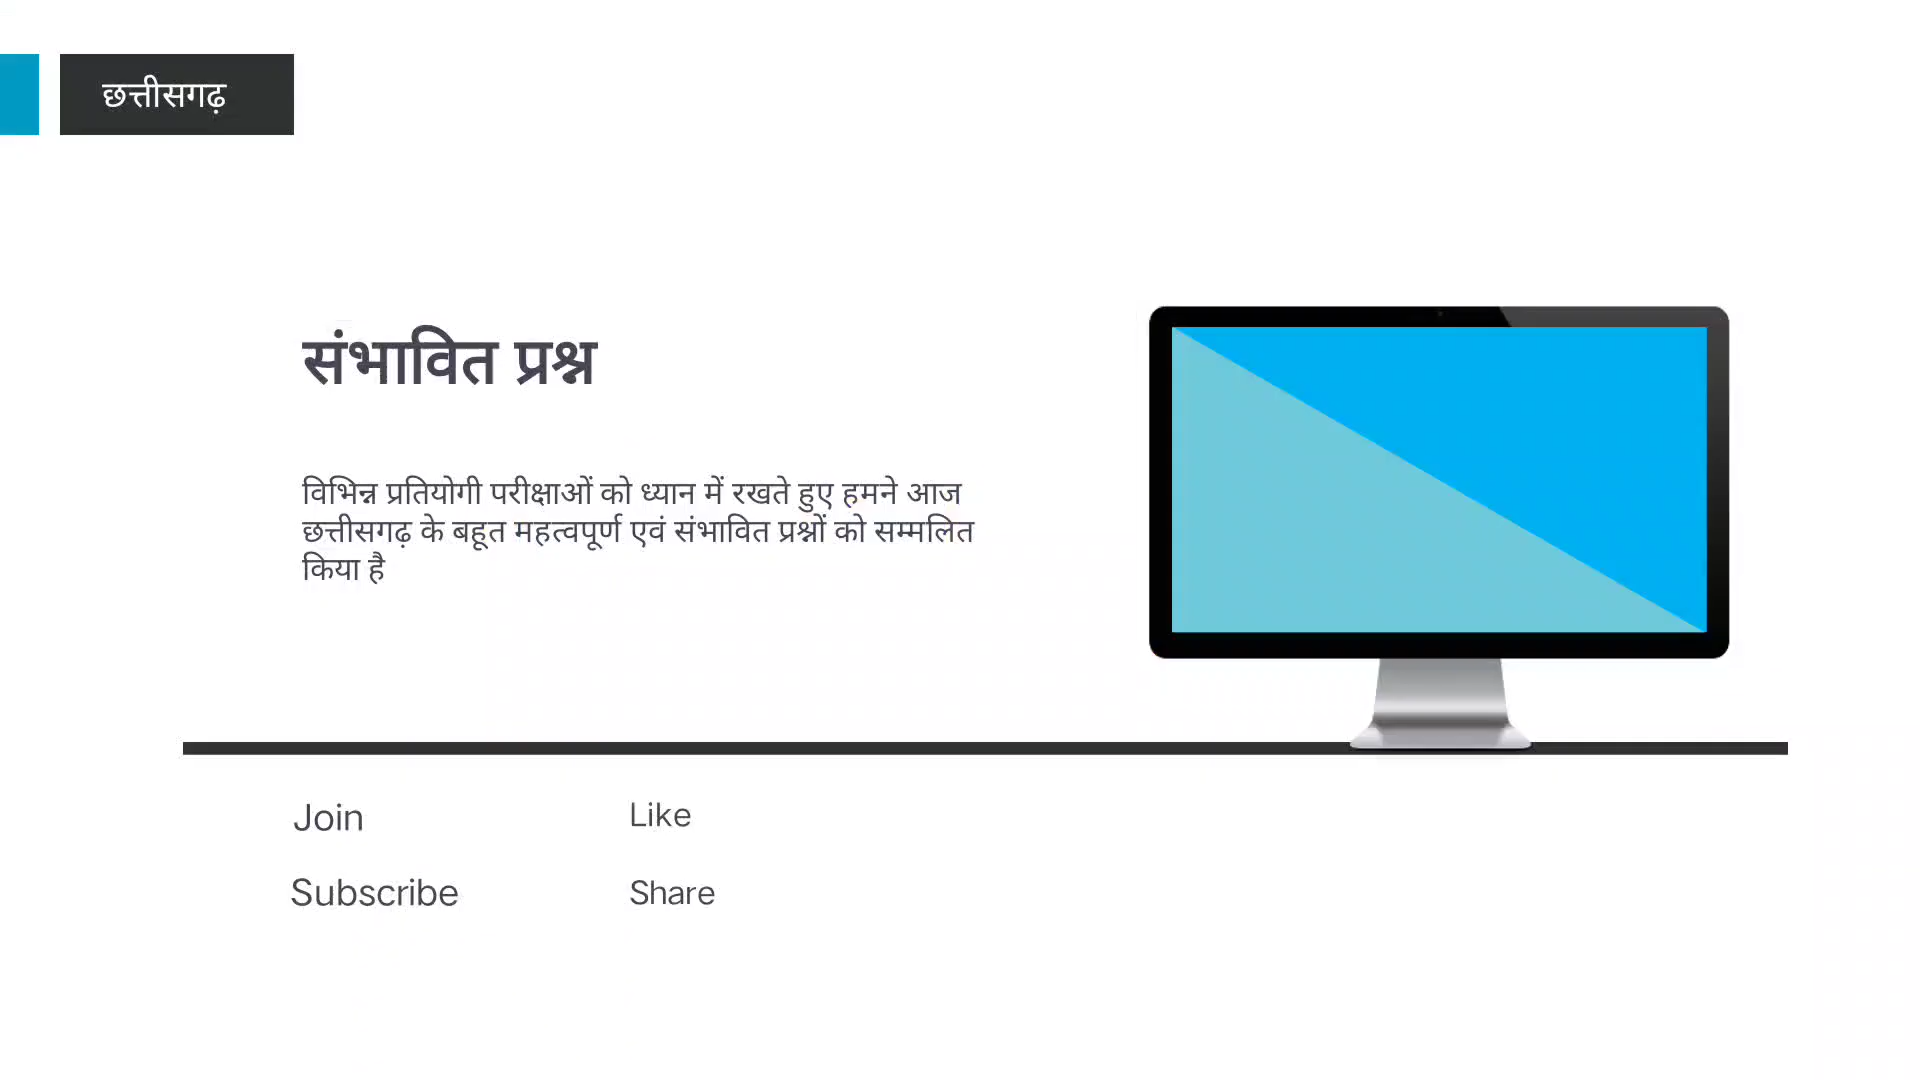 छत्तीसगढ़
संभावित प्रश्न
विभिन्न प्रतियोगी परीक्षाओं को ध्यान में रखते हुए हमने आज
छत्तीसगढ़ के बहूत महत्वपूर्ण एवं संभावित प्रश्नों को सम्मलित
किया है
Join
Like
Subscribe
Share